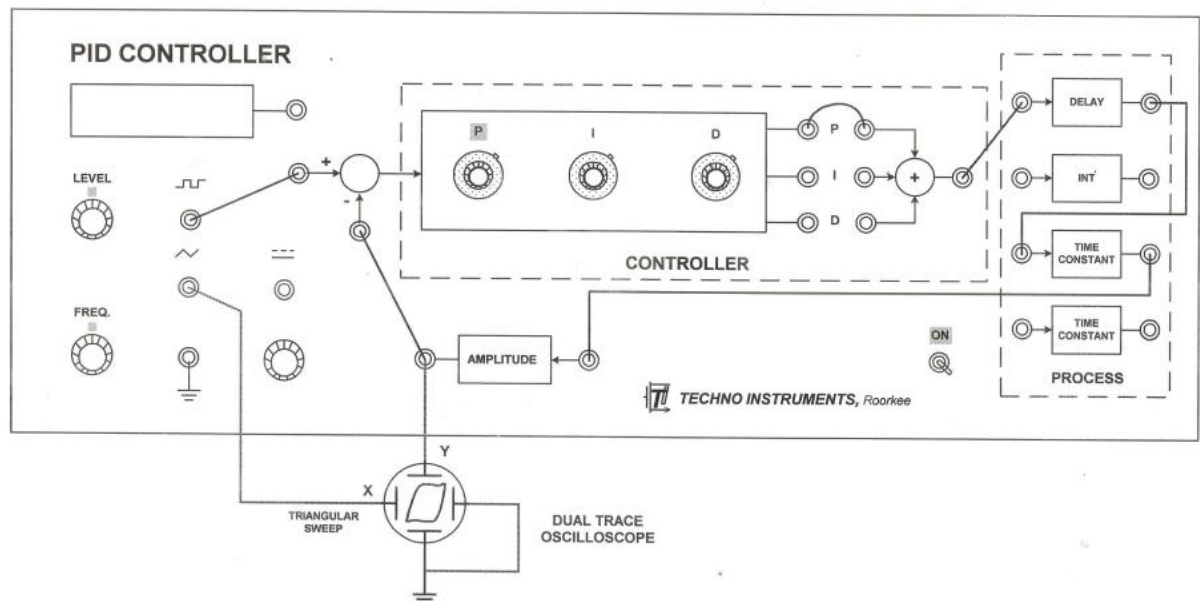 PID CONTROLLER
LEVEL
FREQ.
+
-
P
I
D
P
I
D
+
CONTROLLER
DELAY
INT
TIME
CONSTANT
TIME
CONSTANT
PROCESS
AMPLITUDE
ON
TI TECHNO INSTRUMENTS, Roorkee
Y
X
TRIANGULAR
SWEEP
DUAL TRACE
OSCILLOSCOPE